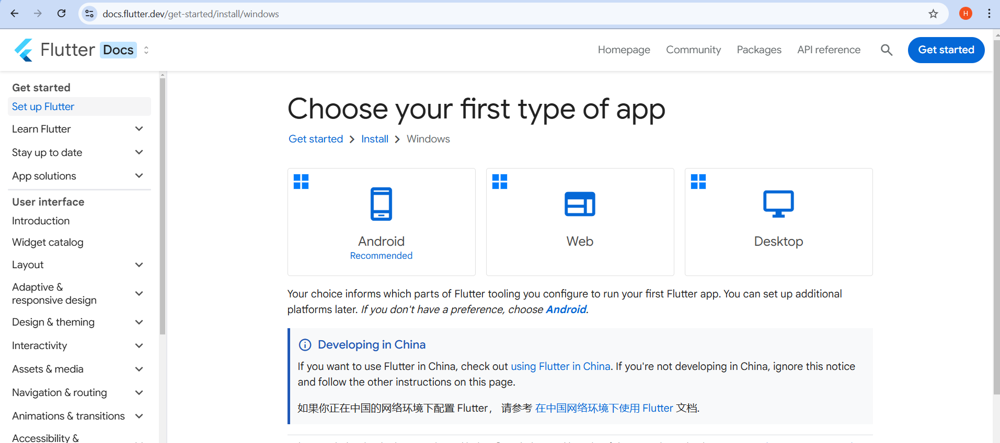 docs.flutter.dev/get-started/install/windows
H
Flutter Docs
Homepage
Community
Packages
API reference
Get started
Get started
Set up Flutter
Learn Flutter
Stay up to date
App solutions
User interface
Introduction
Widget catalog
Layout
Adaptive &
responsive design
Design & theming
Interactivity
Assets & media
Navigation & routing
Animations & transitions
Accessibility &
Choose your first type of app
Get started > Install > Windows
Android
Recommended
Web
Desktop
Your choice informs which parts of Flutter tooling you configure to run your first Flutter app. You can set up additional
platforms later. If you don't have a preference, choose Android.
Developing in China
If you want to use Flutter in China, check out using Flutter in China. If you're not developing in China, ignore this notice
and follow the other instructions on this page.
如果你正在中国的网络环境下配置 Flutter， 请参考 在中国网络环境下使用 Flutter 文档.